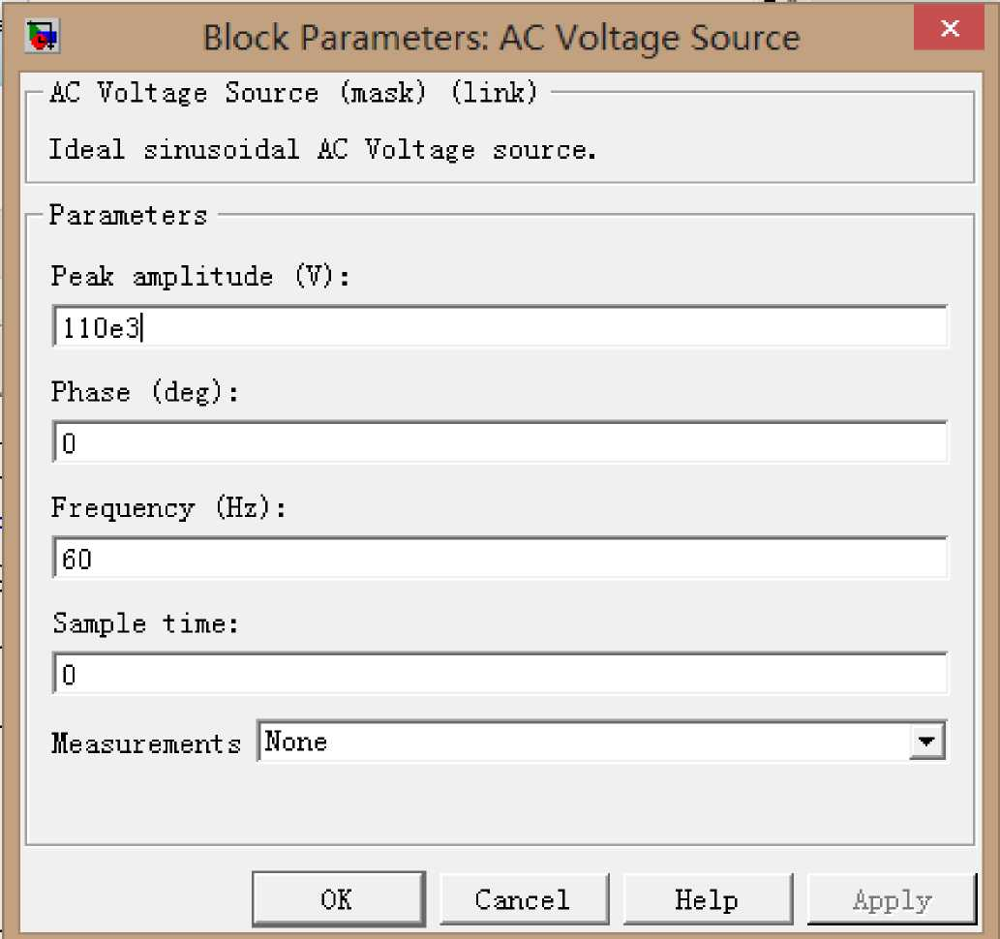 Block Parameters: AC Voltage Source
AC Voltage Source (mask) (link)
Ideal sinusoidal AC Voltage source.
Parameters
Peak amplitude (V):
110e3
Phase (deg):
0
Frequency (Hz):
60
Sample time:
0
Measurements None
OK Cancel Help Apply